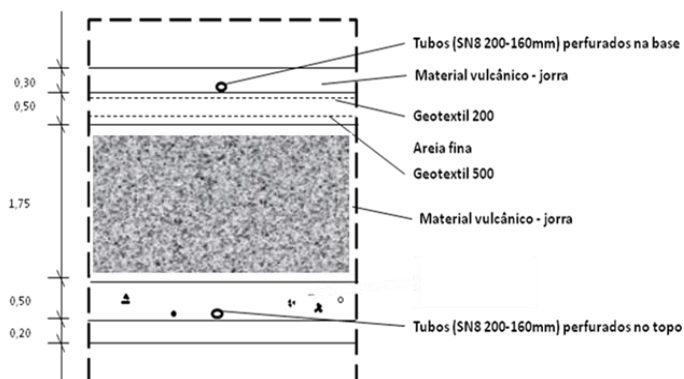 Tubos (SN8 200-160mm) perfurados na base
Material vulcânico - jorra
0,30
0,50
Geotextil 200
Areia fina
Geotextil 500
1,75
Material vulcânico - jorra
0,50
0,20
Tubos (SN8 200-160mm) perfurados no topo